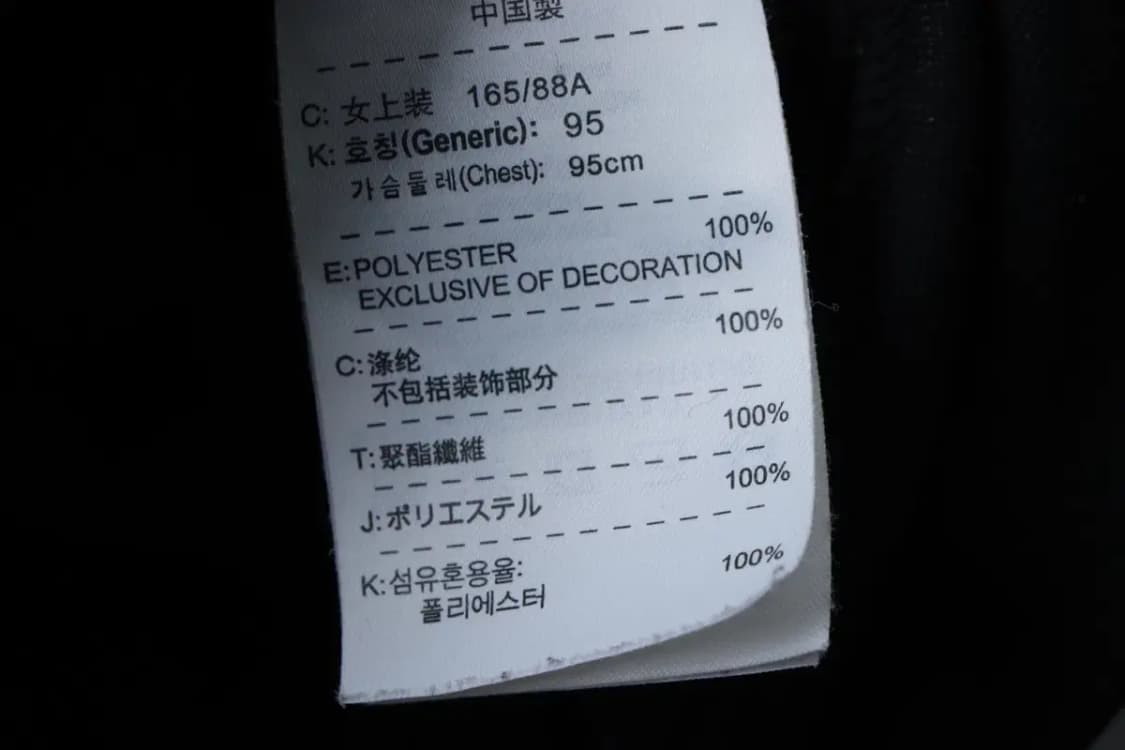 中国製
C: 女上装 165/88A
K: 호칭(Generic): 95
가슴둘레(Chest): 95cm
E: POLYESTER 100%
EXCLUSIVE OF DECORATION
C: 涤纶 100%
不包括装饰部分
T: 聚酯纖維 100%
J: ポリエステル 100%
K: 섬유혼용율:
폴리에스터 100%